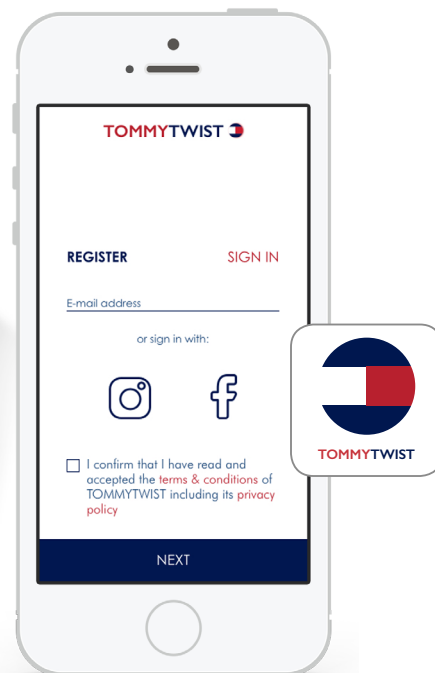 TOMMYTWIST
REGISTER
SIGN IN
E-mail address
or sign in with:
I confirm that I have read and
accepted the terms & conditions of
TOMMYTWIST including its privacy
policy
NEXT
TOMMYTWIST